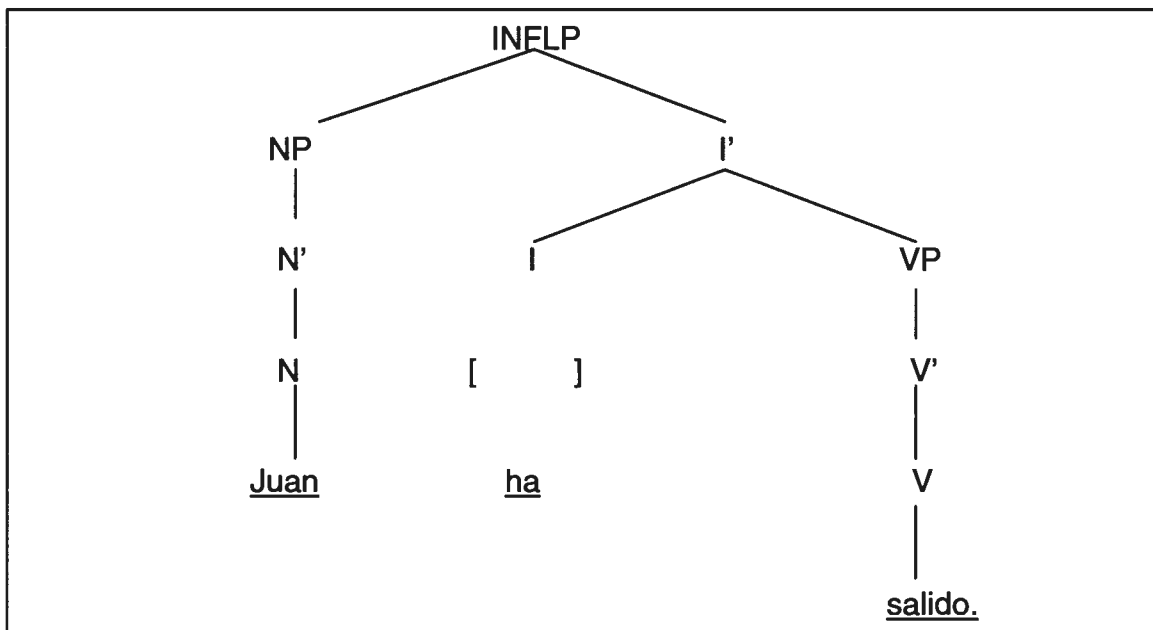 INFLP
NP I'
N' I VP
N [ ] V'
Juan ha V
salido.